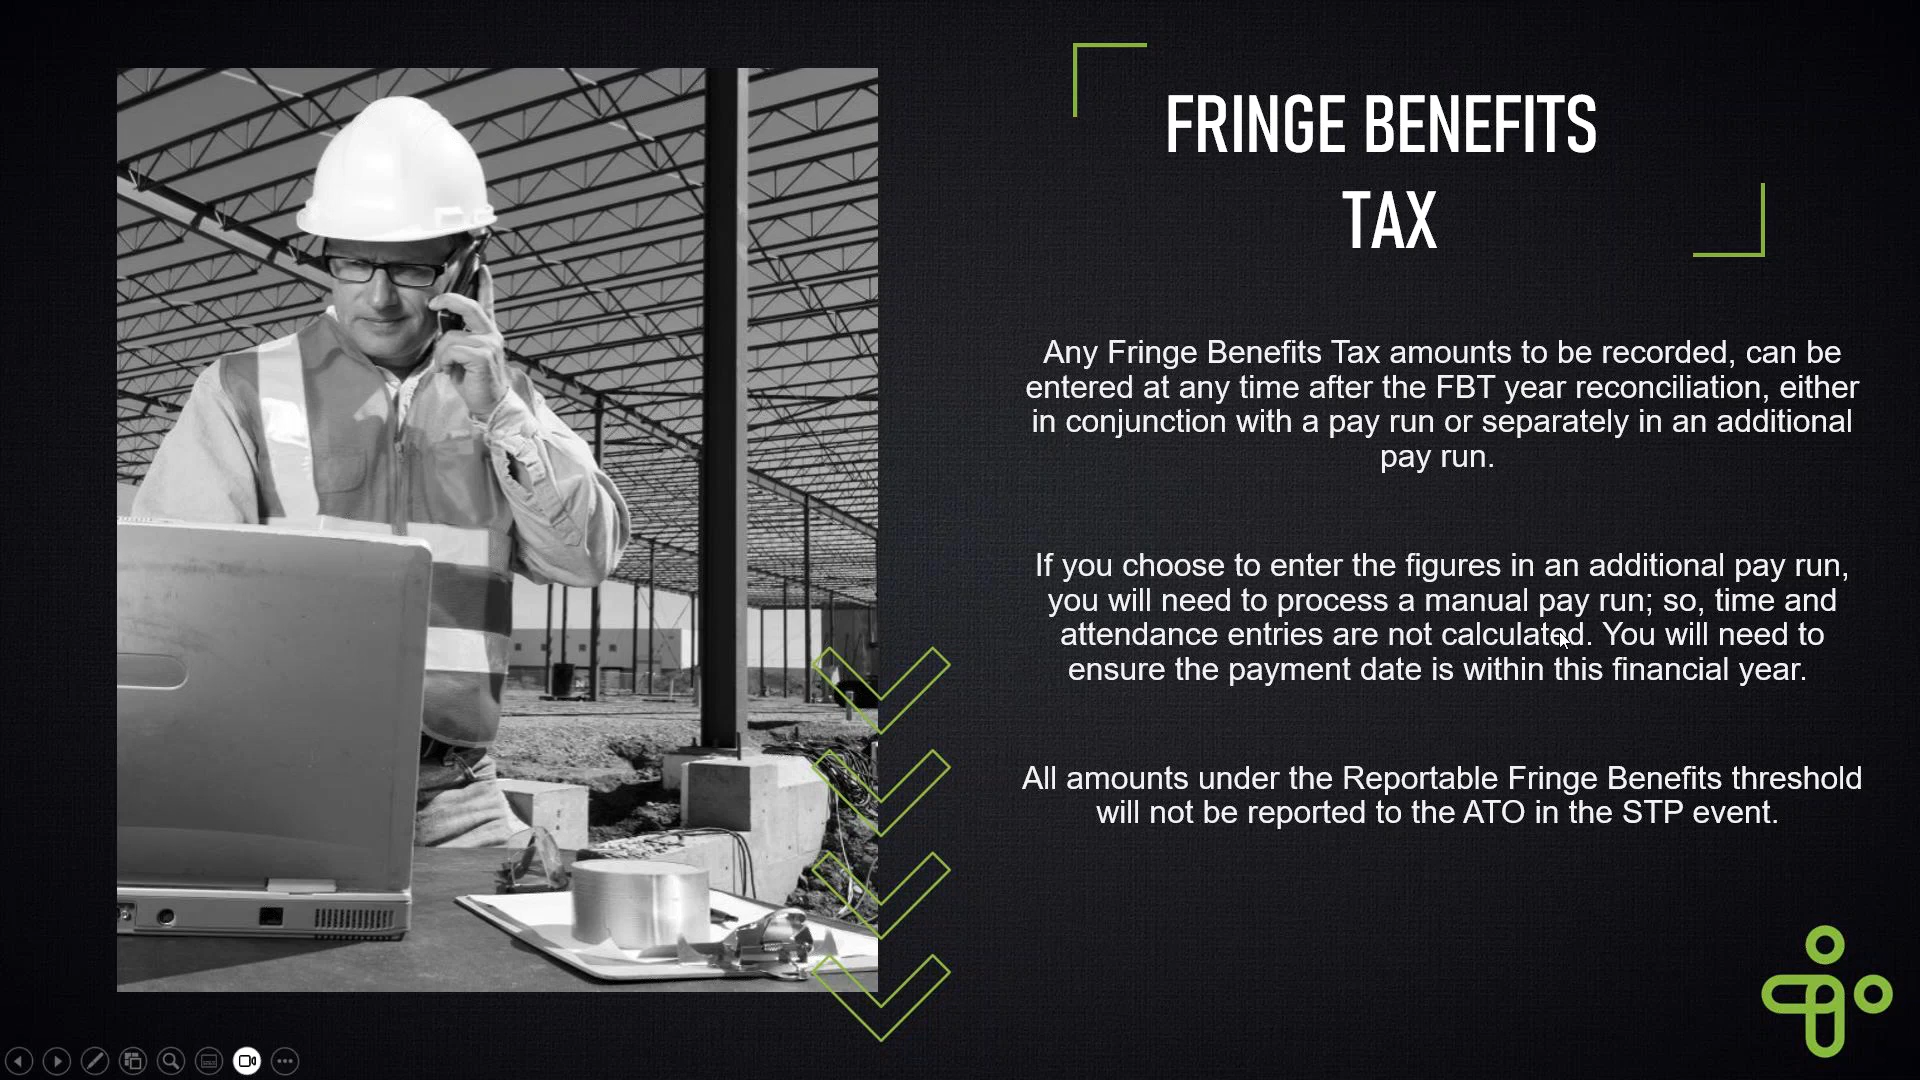 FRINGE BENEFITS
TAX
Any Fringe Benefits Tax amounts to be recorded, can be
entered at any time after the FBT year reconciliation, either
in conjunction with a pay run or separately in an additional
pay run.
If you choose to enter the figures in an additional pay run,
you will need to process a manual pay run; so, time and
attendance entries are not calculated. You will need to
ensure the payment date is within this financial year.
All amounts under the Reportable Fringe Benefits threshold
will not be reported to the ATO in the STP event.